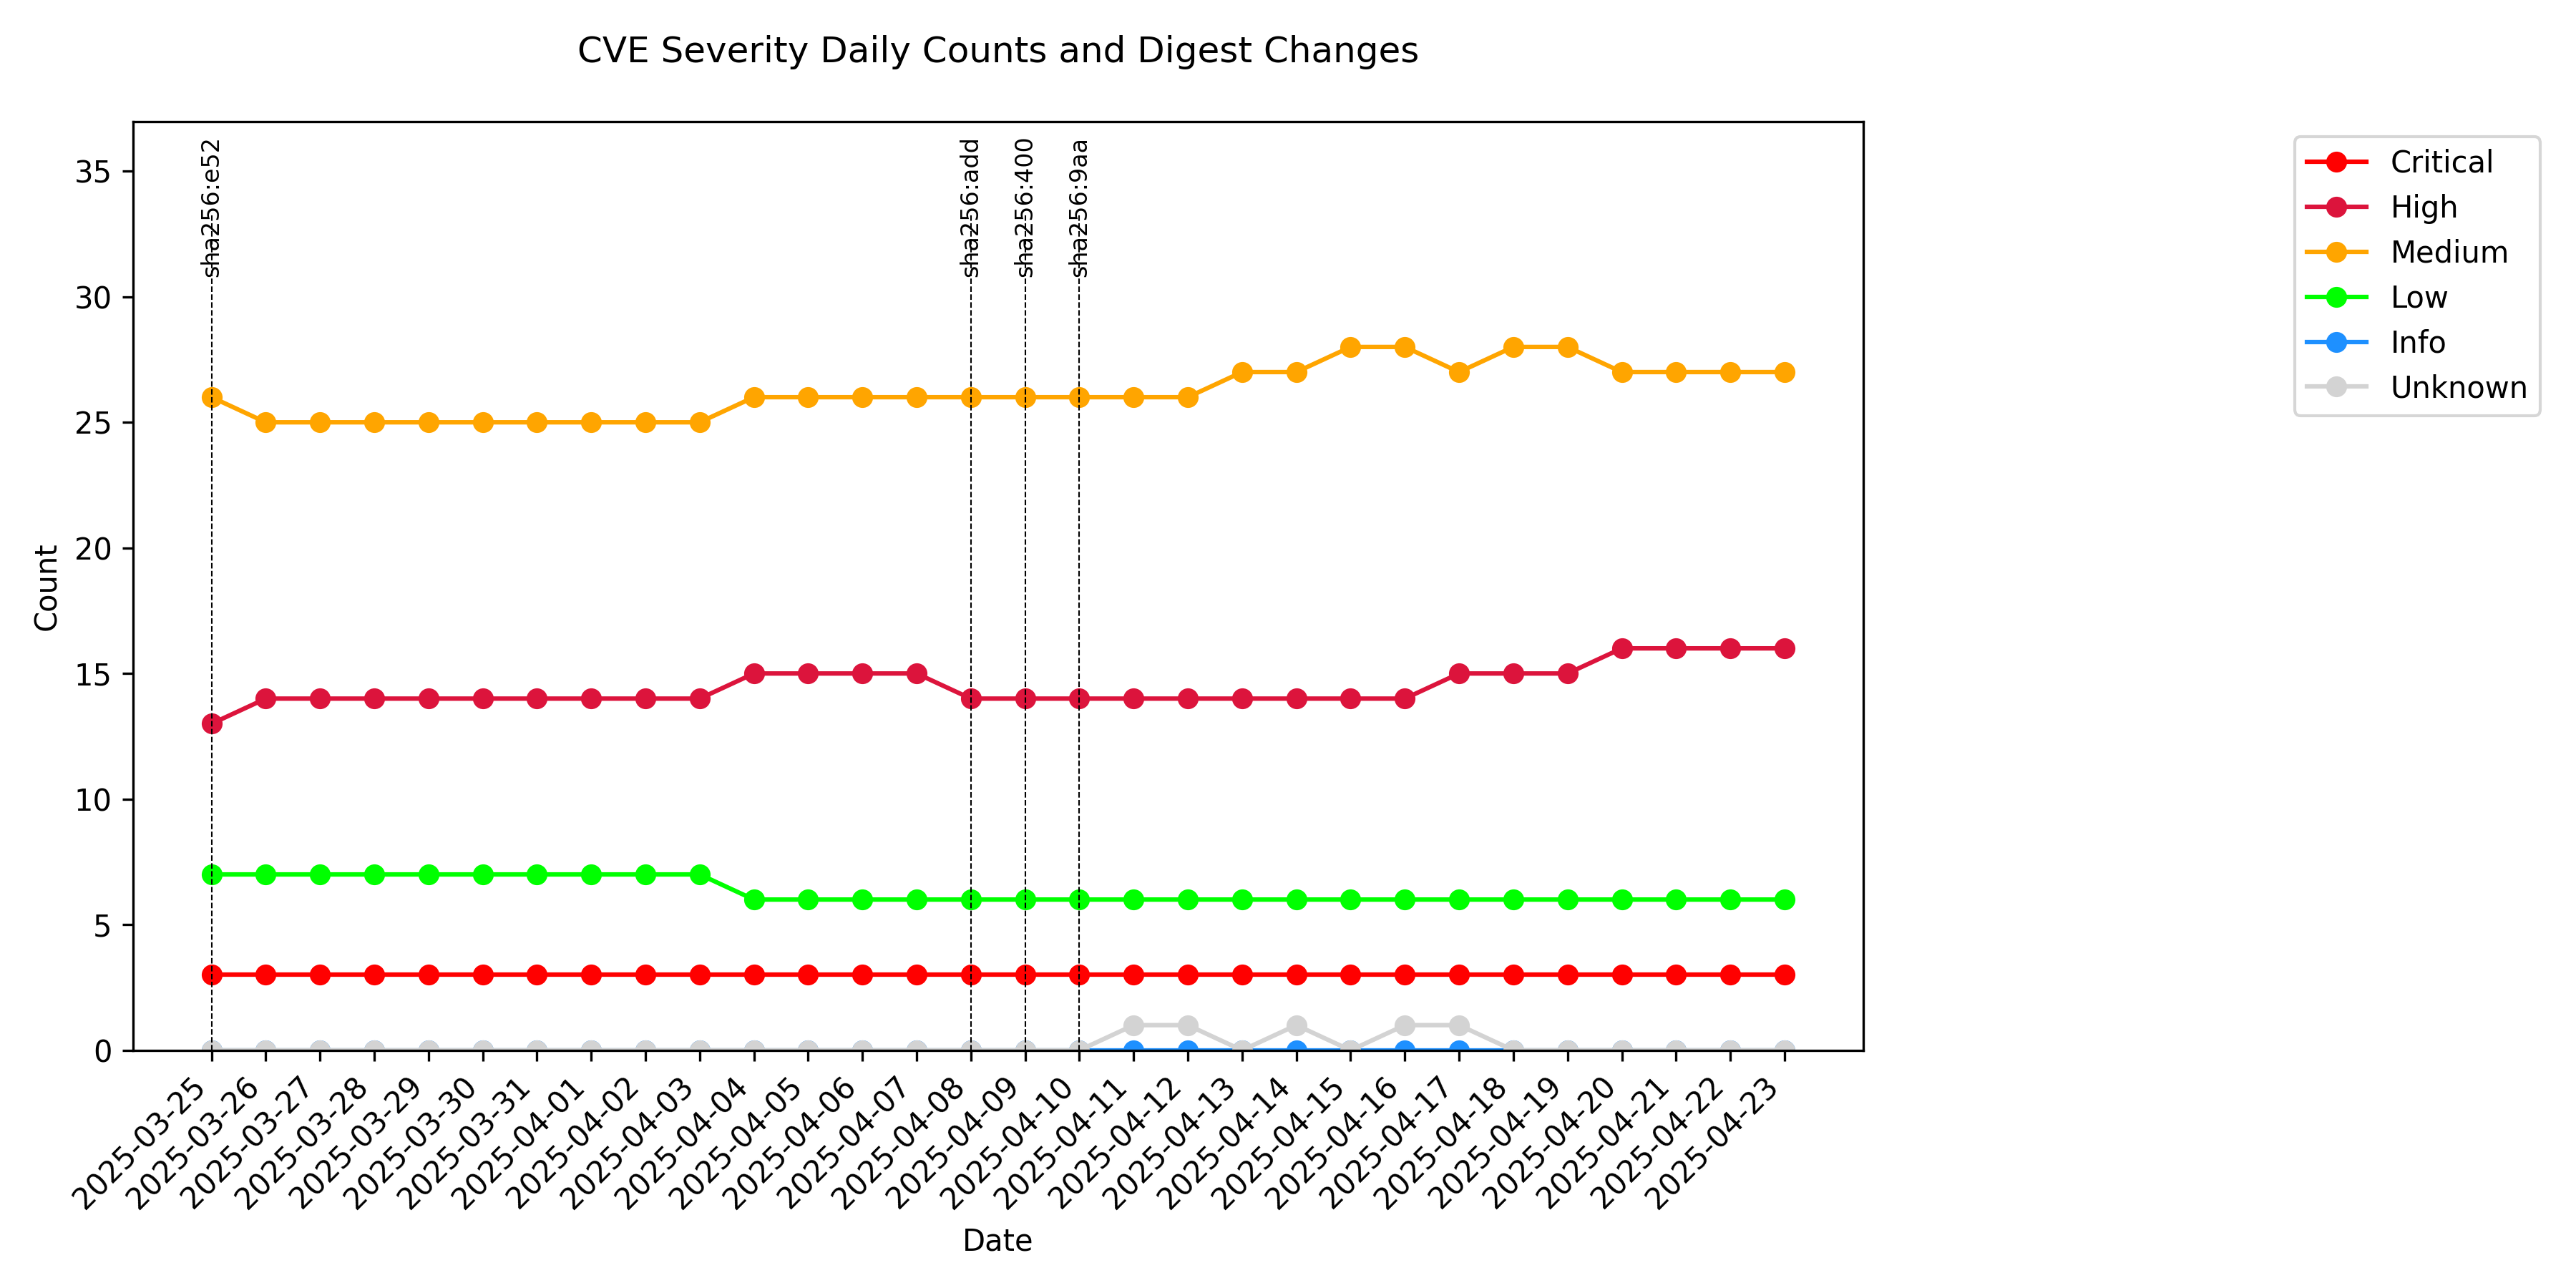 CVE Severity Daily Counts and Digest Changes
sha256:e52
sha256:add
sha256:400
sha256:9aa
Critical
High
Medium
Low
Info
Unknown
Count
35
30
25
20
15
10
5
0
2025-03-25
2025-03-26
2025-03-27
2025-03-28
2025-03-29
2025-03-30
2025-03-31
2025-04-01
2025-04-02
2025-04-03
2025-04-04
2025-04-05
2025-04-06
2025-04-07
2025-04-08
2025-04-09
2025-04-10
2025-04-11
2025-04-12
2025-04-13
2025-04-14
2025-04-15
2025-04-16
2025-04-17
2025-04-18
2025-04-19
2025-04-20
2025-04-21
2025-04-22
2025-04-23
Date